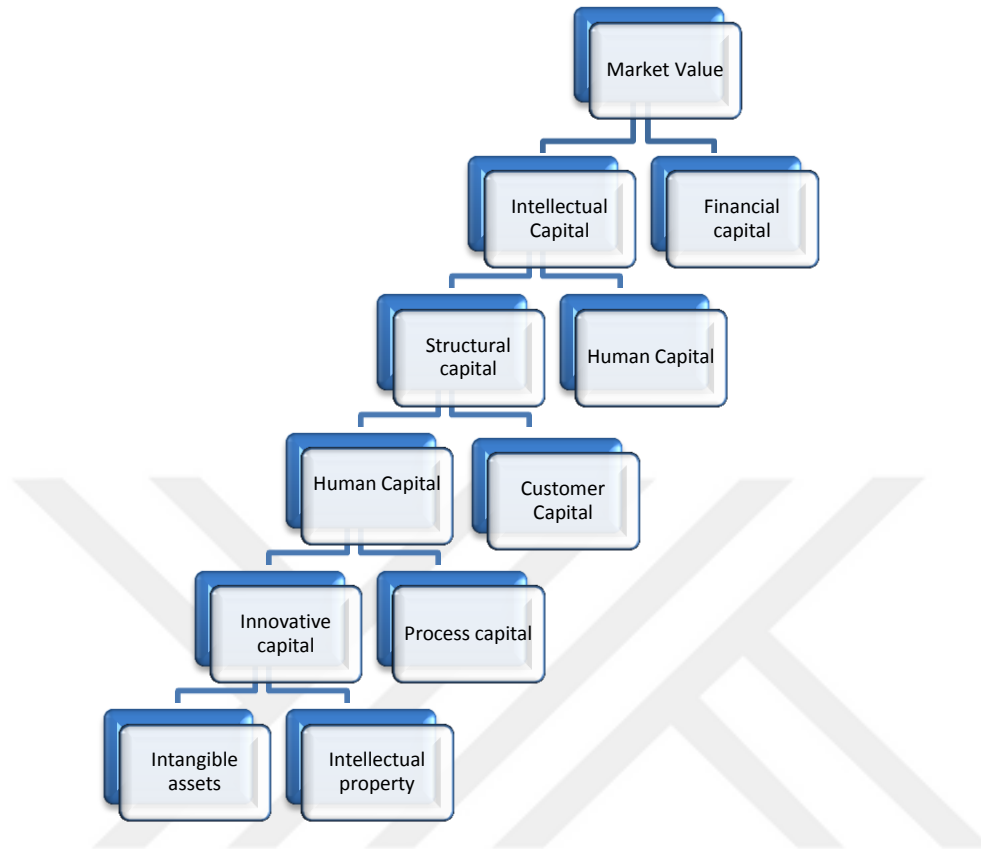 Market Value
Intellectual
Capital
Financial
capital
Structural
capital
Human Capital
Human Capital
Customer
Capital
Innovative
capital
Process capital
Intangible
assets
Intellectual
property